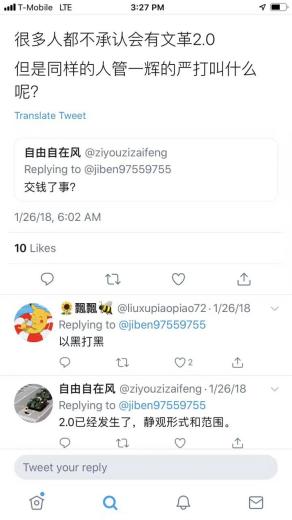 T-Mobile LTE 3:27 PM
很多人都不承认会有文革2.0
但是同样的人管一辉的严打叫什么
呢?
Translate Tweet
自由自在风 @ziyouzizaifeng
Replying to @jiben97559755
交钱了事?
1/26/18, 6:02 AM
10 Likes
🌻飄飄🐝 @liuxupiaopiao72 · 1/26/18
Replying to @jiben97559755
以黑打黑
2
自由自在风 @ziyouzizaifeng · 1/26/18
Replying to @jiben97559755
2.0已经发生了，静观形式和范围。
Tweet your reply